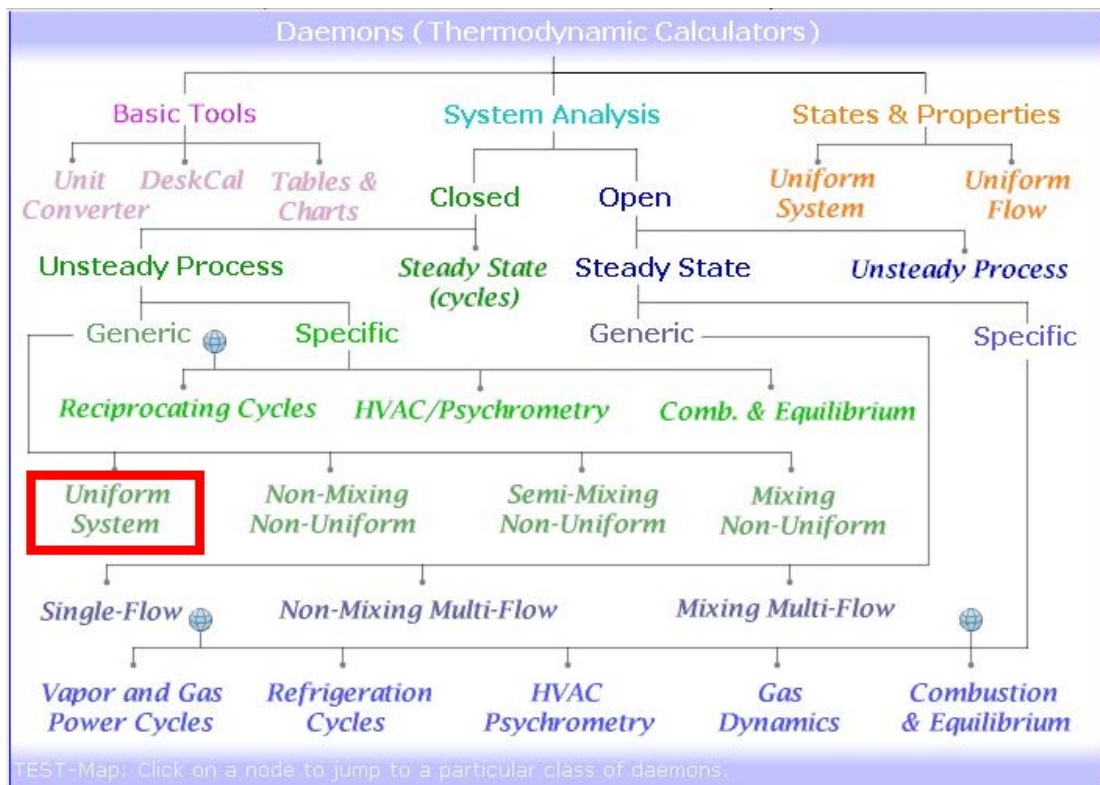 Daemons (Thermodynamic Calculators)
Basic Tools
System Analysis
States & Properties
Unit
Converter
DeskCal
Tables &
Charts
Closed
Open
Uniform
System
Uniform
Flow
Unsteady Process
Steady State
(cycles)
Steady State
Unsteady Process
Generic
Specific
Generic
Specific
Reciprocating Cycles
HVAC/Psychrometry
Comb. & Equilibrium
Uniform
System
Non-Mixing
Non-Uniform
Semi-Mixing
Non-Uniform
Mixing
Non-Uniform
Single-Flow
Non-Mixing Multi-Flow
Mixing Multi-Flow
Vapor and Gas
Power Cycles
Refrigeration
Cycles
HVAC
Psychrometry
Gas
Dynamics
Combustion
& Equilibrium
TEST-Map: Click on a node to jump to a particular class of daemons.